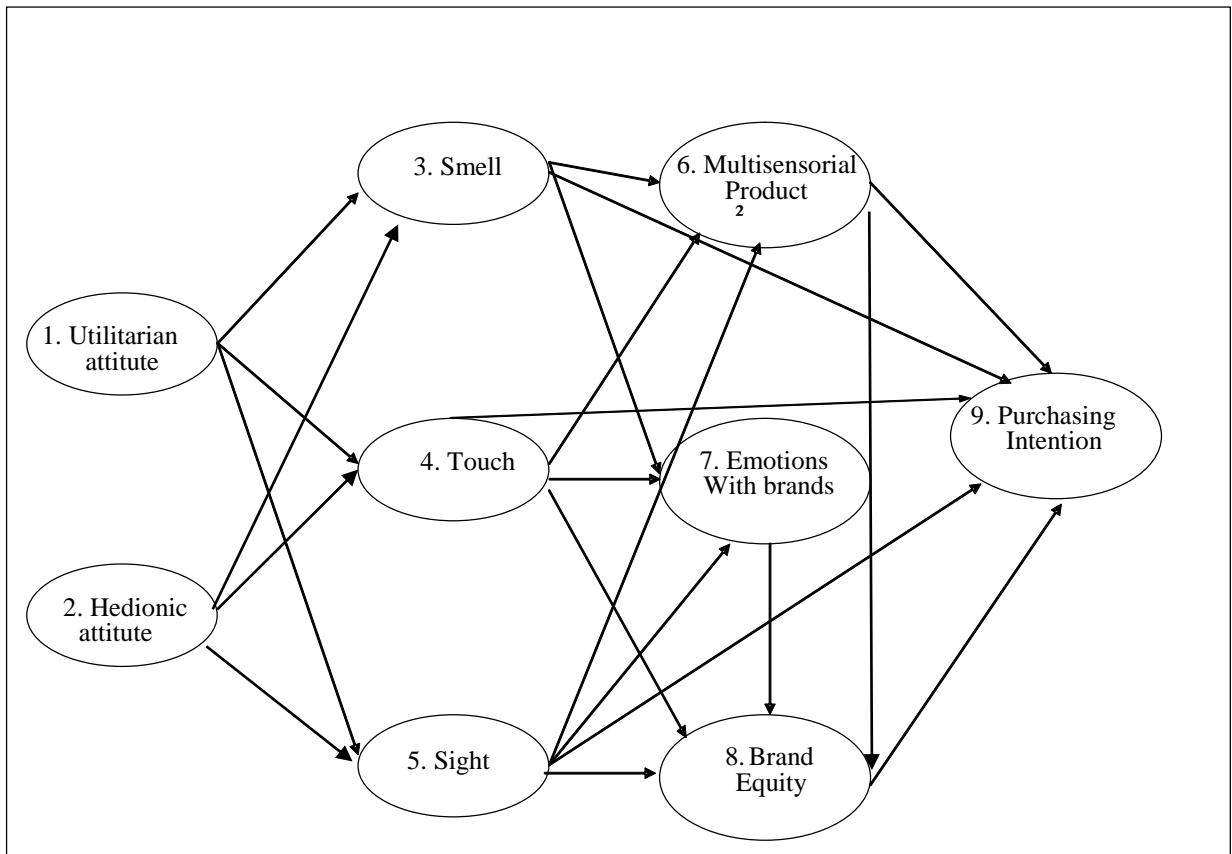 3. Smell
6. Multisensorial
Product
2
1. Utilitarian
attitute
9. Purchasing
Intention
4. Touch
7. Emotions
With brands
2. Hedionic
attitute
5. Sight
8. Brand
Equity